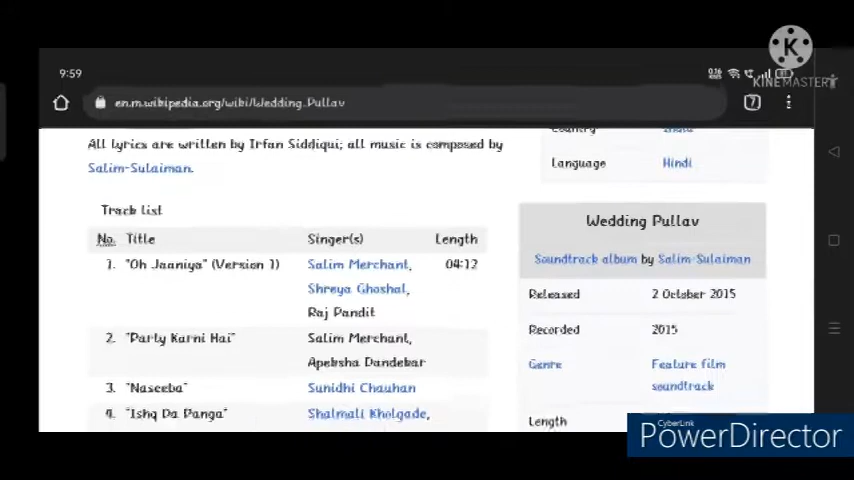 K
9:59
KINEMASTER
en.m.wikipedia.org/wiki/Wedding_Pullav
7
Country
India
All lyrics are written by Irfan Siddiqui; all music is composed by
Salim-Sulaiman.
Language Hindi
Track list
No. Title Singer(s) Length
1. "Oh Jaaniya" (Version 1) Salim Merchant, 04:12
Shreya Ghoshal,
Raj Pandit
2. "Party Karni Hai" Salim Merchant,
Apeksha Dandekar
3. "Naseeba" Sunidhi Chauhan
4. "Ishq Da Panga" Shalmali Kholgade,
Wedding Pullav
Soundtrack album by Salim-Sulaiman
Released 2 October 2015
Recorded 2015
Genre Feature film
soundtrack
Length
CyberLink
PowerDirector